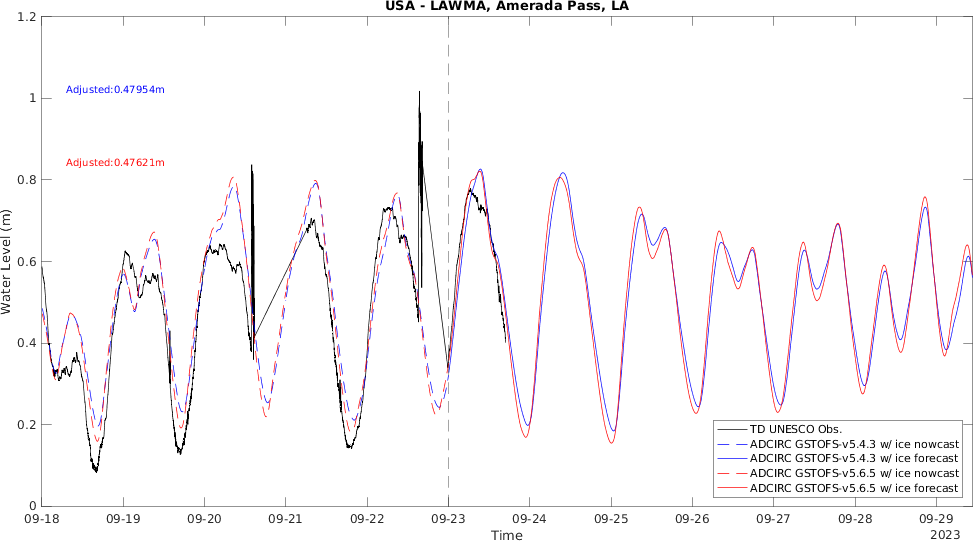 USA - LAWMA, Amerada Pass, LA
1.2
1
0.8
0.6
0.4
0.2
0
Water Level (m)
Adjusted:0.47954m
Adjusted:0.47621m
TD UNESCO Obs.
ADCIRC GSTOFS-v5.4.3 w/ ice nowcast
ADCIRC GSTOFS-v5.4.3 w/ ice forecast
ADCIRC GSTOFS-v5.6.5 w/ ice nowcast
ADCIRC GSTOFS-v5.6.5 w/ ice forecast
09-18 09-19 09-20 09-21 09-22 09-23 09-24 09-25 09-26 09-27 09-28 09-29
2023
Time